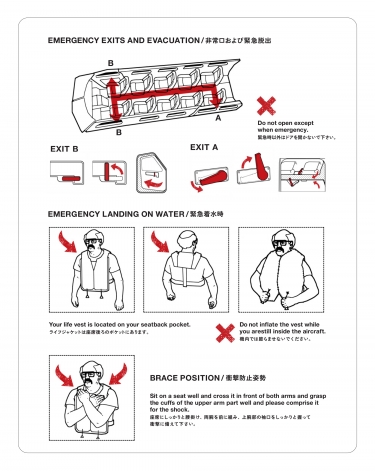 EMERGENCY EXITS AND EVACUATION/非常口および緊急脱出
B
B
A
Do not open except
when emergency.
緊急時以外はドアを開かないで下さい。
EXIT B
EXIT A
EMERGENCY LANDING ON WATER/緊急着水時
Your life vest is located on your seatback pocket.
ライフジャケットは座席後ろのポケットにあります。
Do not inflate the vest while
you arestill inside the aircraft.
機内では膨らませないでください。
BRACE POSITION/衝撃防止姿勢
Sit on a seat well and cross it in front of both arms and grasp
the cuffs of the upper arm part well and please comprise it
for the shock.
座席にしっかりと腰掛け、両腕を前に組み、上腕部の袖口をしっかりと握って
衝撃に備えて下さい。